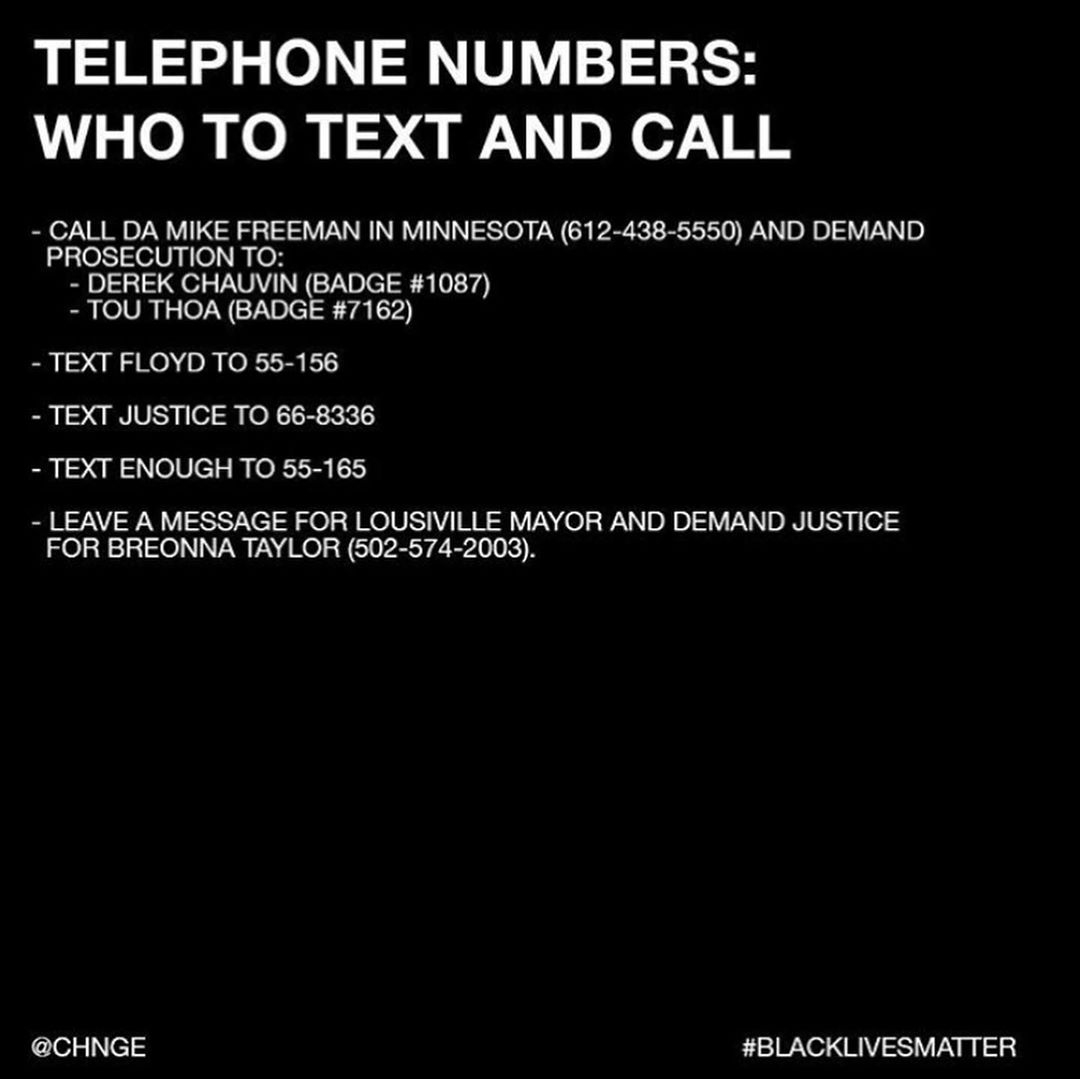 TELEPHONE NUMBERS:
WHO TO TEXT AND CALL
- CALL DA MIKE FREEMAN IN MINNESOTA (612-438-5550) AND DEMAND
PROSECUTION TO:
- DEREK CHAUVIN (BADGE #1087)
- TOU THOA (BADGE #7162)
- TEXT FLOYD TO 55-156
- TEXT JUSTICE TO 66-8336
- TEXT ENOUGH TO 55-165
- LEAVE A MESSAGE FOR LOUSIVILLE MAYOR AND DEMAND JUSTICE
FOR BREONNA TAYLOR (502-574-2003).
@CHNGE
#BLACKLIVESMATTER